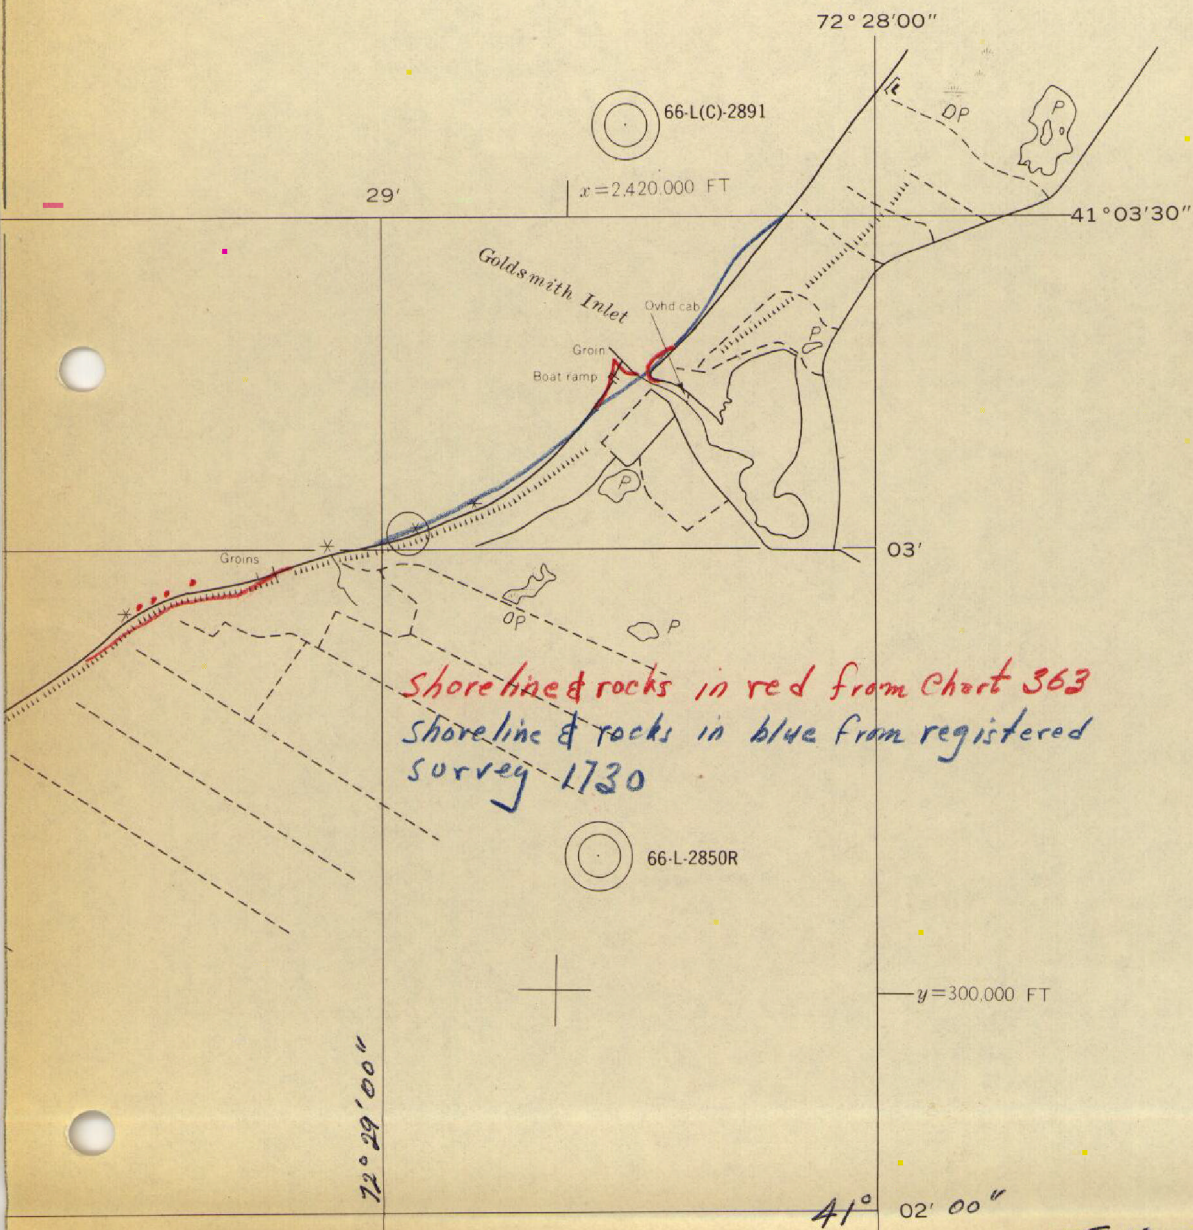 72° 28'00"
66-L(C)-2891
DP
P
29'
x=2,420,000 FT
41°03'30"
Goldsmith Inlet
Ovhd cab
Groin
Boat ramp
P
P
Groins
03'
OP
P
Shoreline & rocks in red from Chart 363
Shoreline & rocks in blue from registered
survey 1730
66-L-2850R
y=300,000 FT
72° 29' 00"
41° 02' 00"